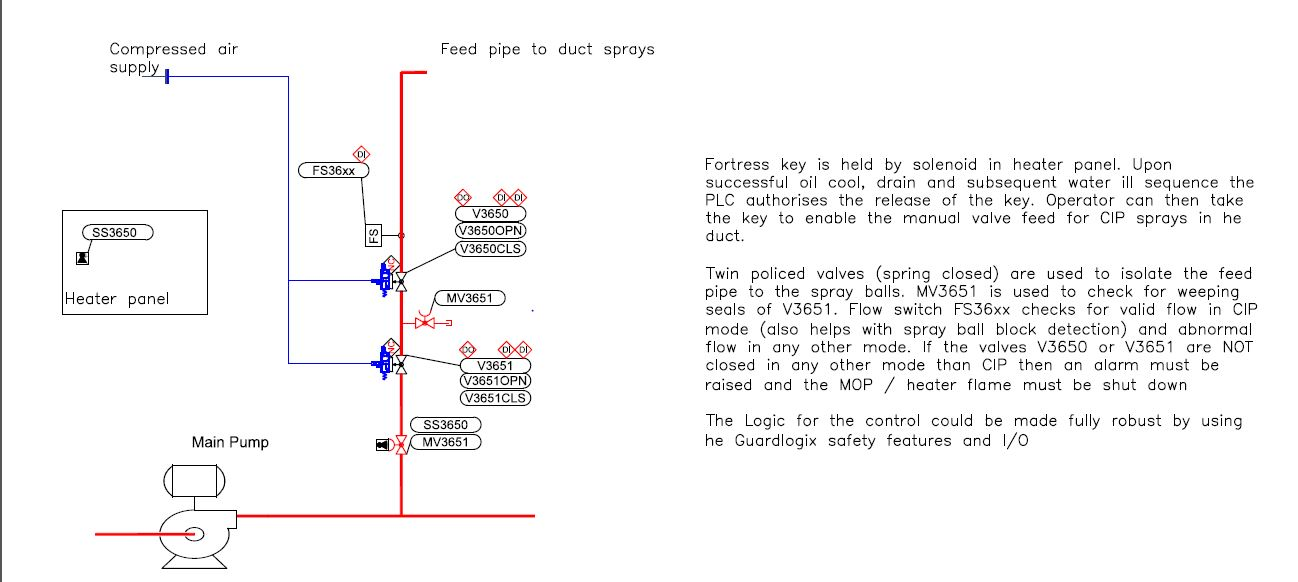 Compressed air
supply
Feed pipe to duct sprays
DI
FS36xx
DO DI DI
V3650
V3650OPN
V3650CLS
FS
SS3650
Heater panel
MV3651
DO DI DI
V3651
V3651OPN
V3651CLS
SS3650
MV3651
Main Pump
Fortress key is held by solenoid in heater panel. Upon
successful oil cool, drain and subsequent water ill sequence the
PLC authorises the release of the key. Operator can then take
the key to enable the manual valve feed for CIP sprays in he
duct.
Twin policed valves (spring closed) are used to isolate the feed
pipe to the spray balls. MV3651 is used to check for weeping
seals of V3651. Flow switch FS36xx checks for valid flow in CIP
mode (also helps with spray ball block detection) and abnormal
flow in any other mode. If the valves V3650 or V3651 are NOT
closed in any other mode than CIP then an alarm must be
raised and the MOP / heater flame must be shut down
The Logic for the control could be made fully robust by using
he Guardlogix safety features and I/O